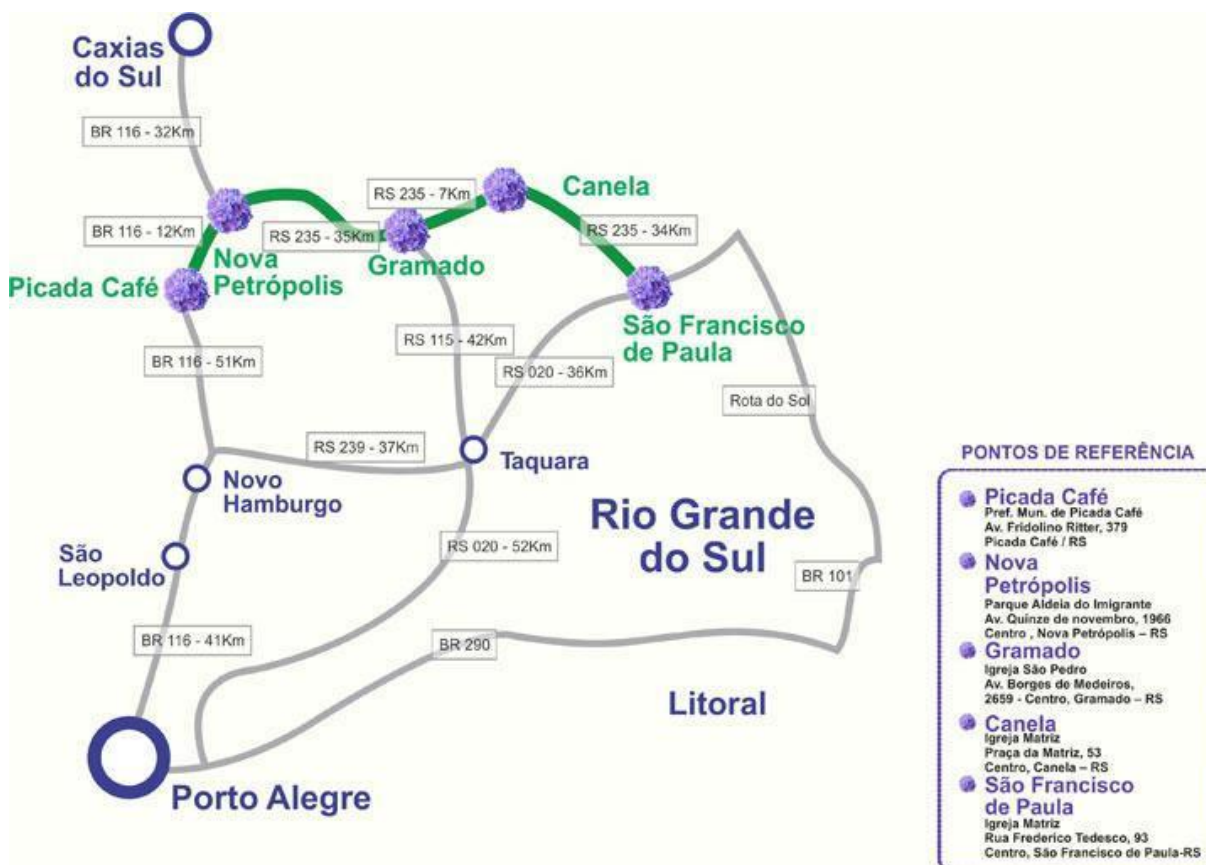 Caxias
do Sul
BR 116 - 32Km
RS 235 - 7Km
Canela
BR 116 - 12Km
RS 235 - 35Km
RS 235 - 34Km
Nova
Petrópolis
Gramado
Picada Café
São Francisco
de Paula
RS 115 - 42Km
BR 116 - 51Km
RS 020 - 36Km
Rota do Sol
RS 239 - 37Km
Taquara
Novo
Hamburgo
Rio Grande
do Sul
São
Leopoldo
RS 020 - 52Km
BR 101
BR 116 - 41Km
BR 290
Litoral
Porto Alegre
PONTOS DE REFERÊNCIA
Picada Café
Pref. Mun. de Picada Café
Av. Fridolino Ritter, 379
Picada Café / RS
Nova
Petrópolis
Parque Aldeia do Imigrante
Av. Quinze de novembro, 1966
Centro , Nova Petrópolis – RS
Gramado
Igreja São Pedro
Av. Borges de Medeiros,
2659 - Centro, Gramado – RS
Canela
Igreja Matriz
Praça da Matriz, 53
Centro, Canela – RS
São Francisco
de Paula
Igreja Matriz
Rua Frederico Tedesco, 93
Centro, São Francisco de Paula-RS